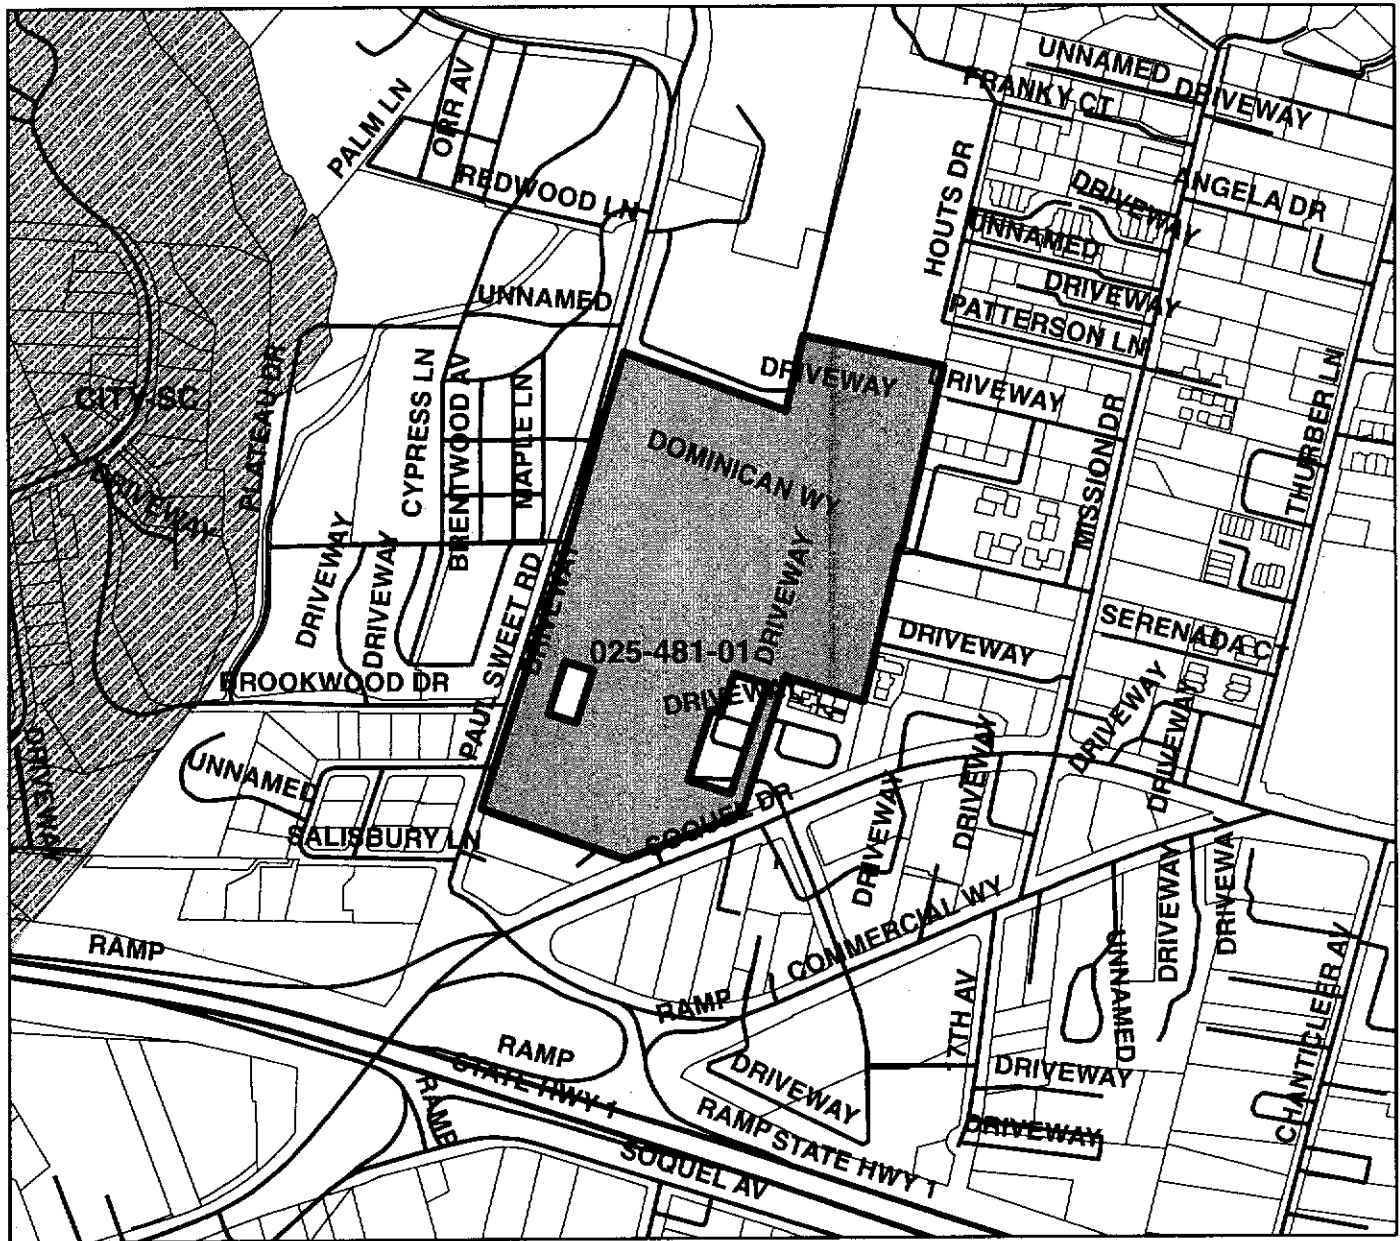 UNNAMED DRIVEWAY
FRANKY CT
PALM LN
ORR AV
REDWOOD LN
HOUTS DR
DRIVEWAY
ANGELA DR
UNNAMED
DRIVEWAY
UNNAMED
PATTERSON LN
PLATEAU DR
CITY-SC
CYPRESS LN
BRENTWOOD AV
MAPLE LN
DRIVEWAY
DRIVEWAY
MISSION DR
THURBER LN
DOMINICAN WY
DRIVEWAY
DRIVEWAY
DRIVEWAY
DRIVEWAY
PAUL SWEET RD
DRIVEWAY
025-481-01
DRIVEWAY
SERENADA CT
BROOKWOOD DR
DRIVEWAY
DRIVEWAY
DRIVEWAY
DRIVEWAY
UNNAMED
SALISBURY LN
SOQUEL DR
DRIVEWAY
DRIVEWAY
DRIVEWAY
DRIVEWAY
COMMERCIAL WY
RAMP
RAMP
UNNAMED
CHANTICLEER AV
RAMP
STATE HWY 1
RAMP
DRIVEWAY
DRIVEWAY
DRIVEWAY
RAMP STATE HWY 1
SOQUEL AV